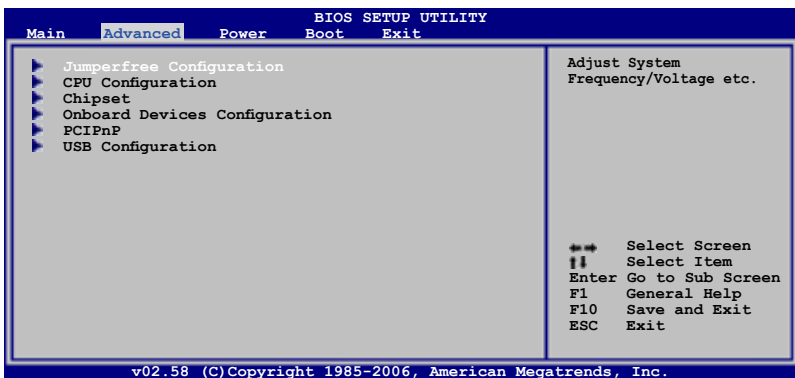 BIOS SETUP UTILITY
Main Advanced Power Boot Exit
Jumperfree Configuration
CPU Configuration
Chipset
Onboard Devices Configuration
PCIPnP
USB Configuration
Adjust System
Frequency/Voltage etc.
Select Screen
Select Item
Enter Go to Sub Screen
F1 General Help
F10 Save and Exit
ESC Exit
v02.58 (C)Copyright 1985-2006, American Megatrends, Inc.